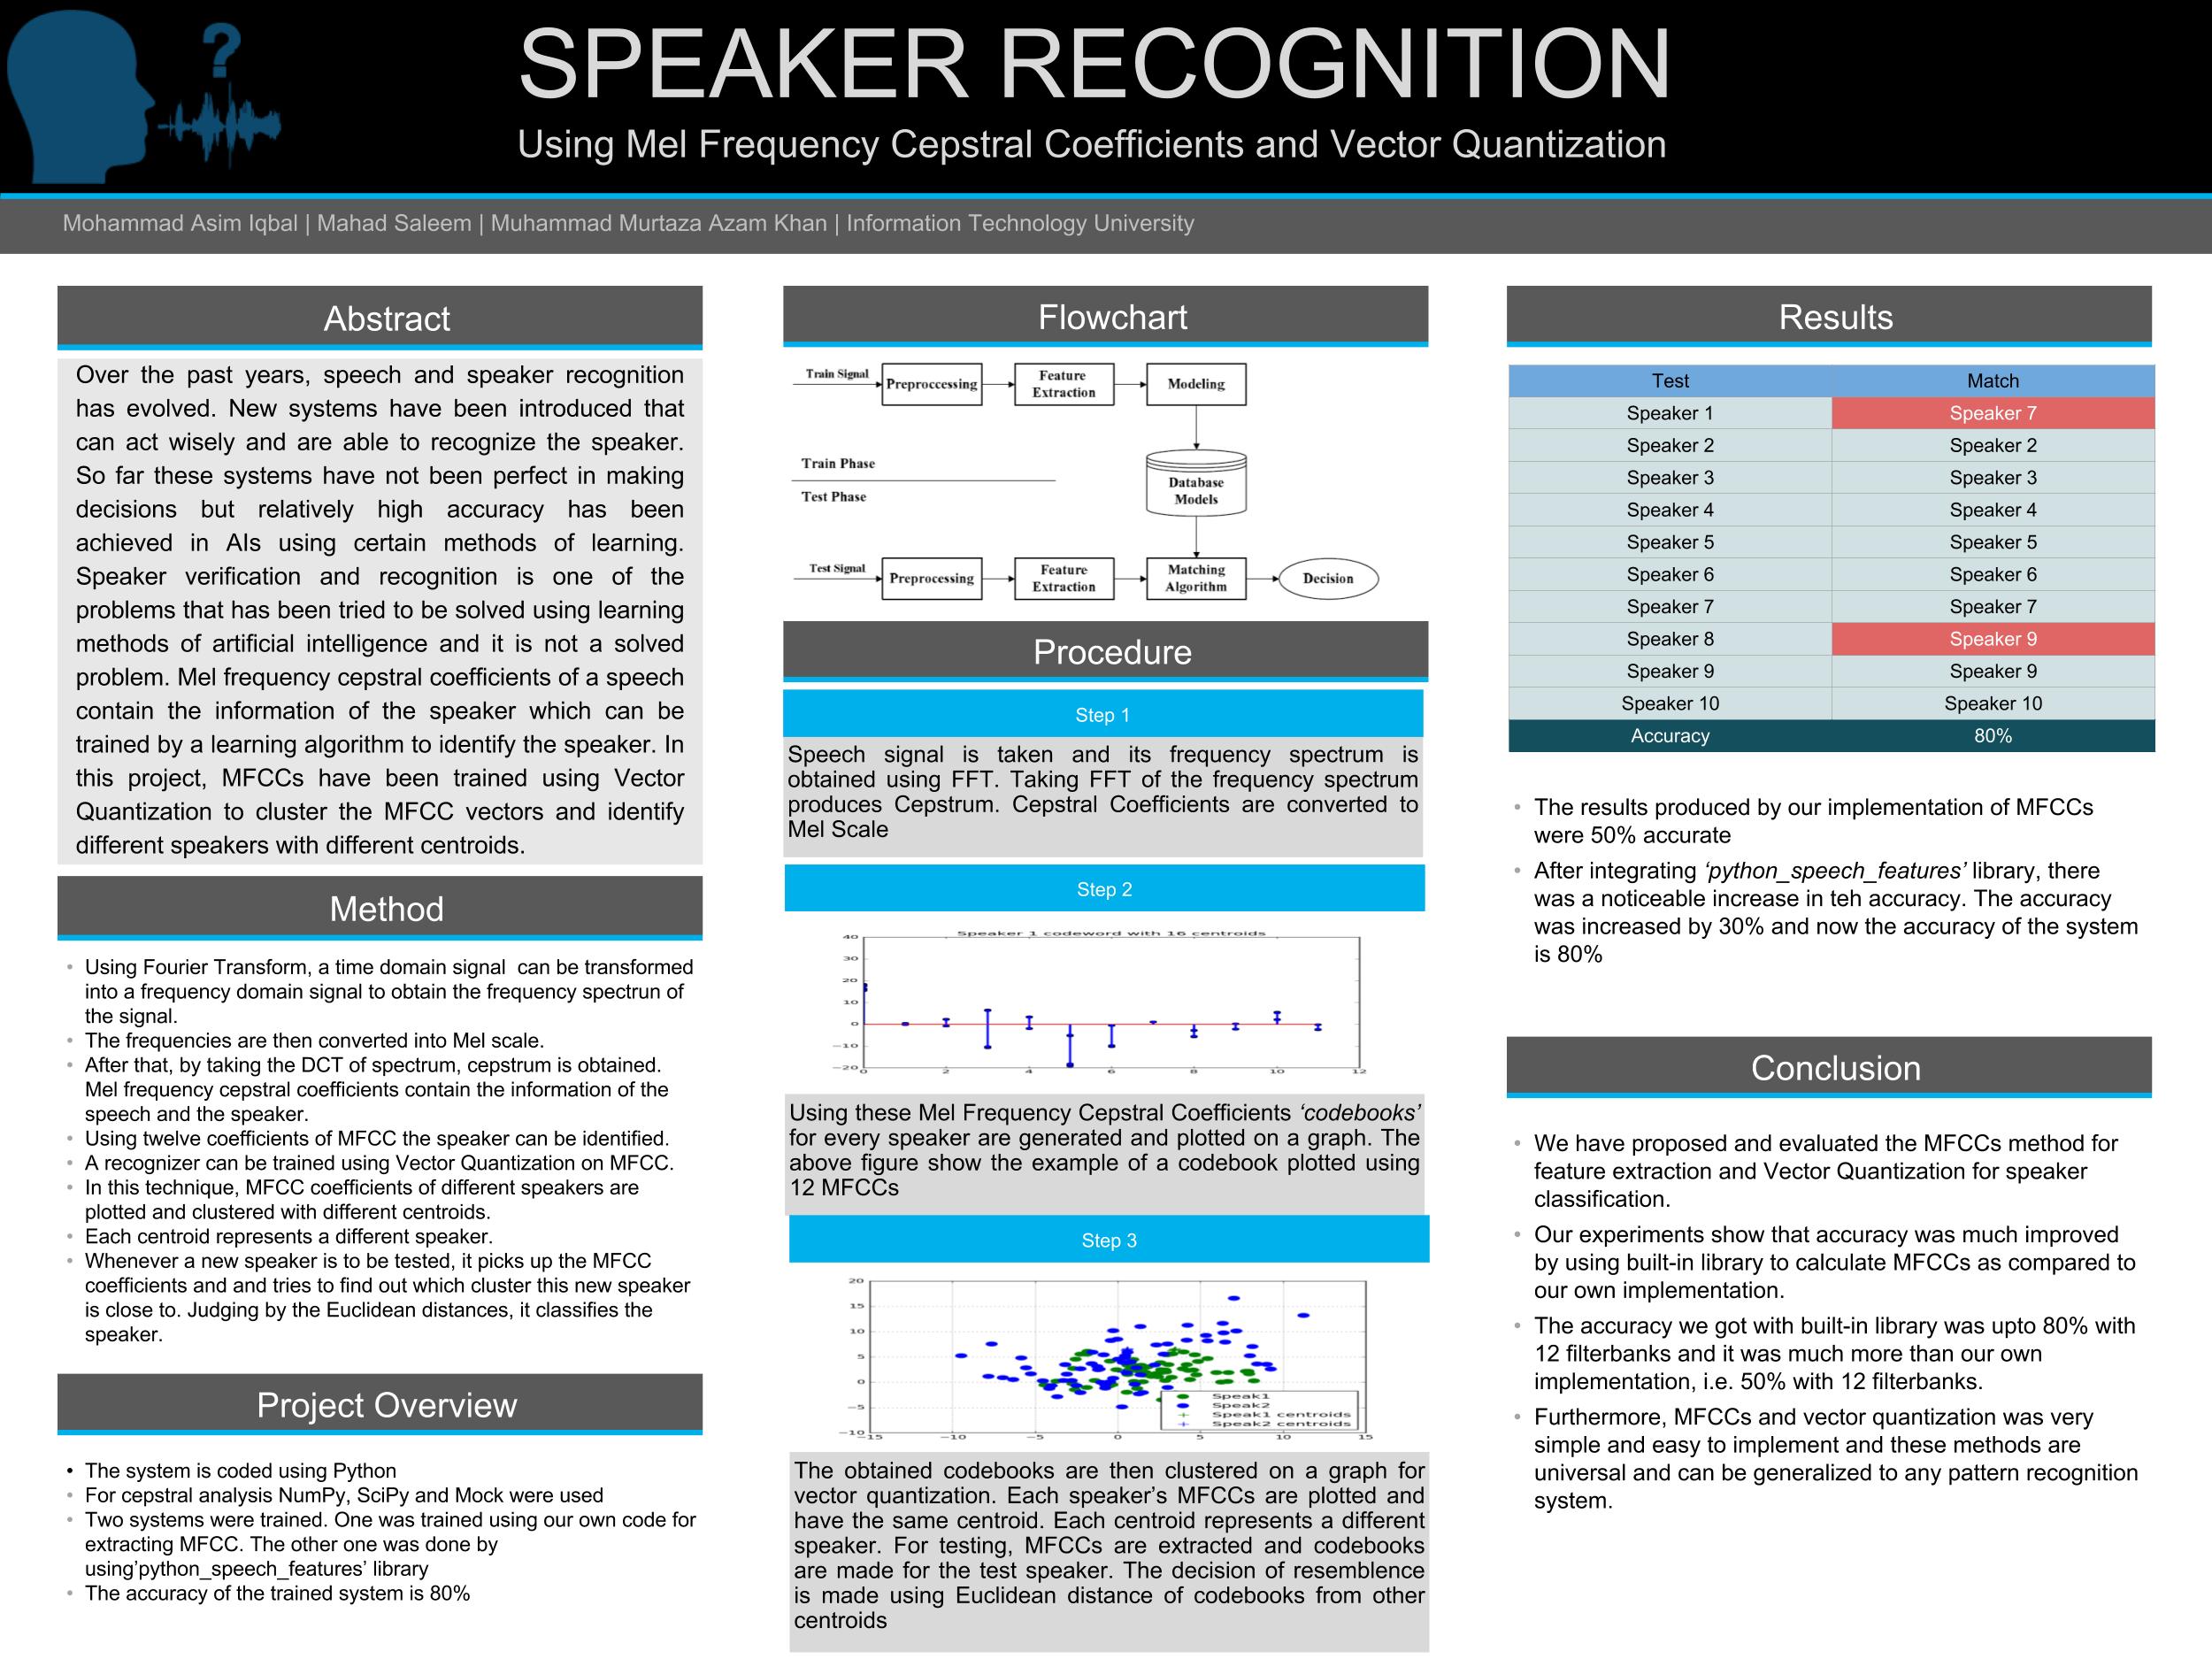 ?
SPEAKER RECOGNITION
Using Mel Frequency Cepstral Coefficients and Vector Quantization
Mohammad Asim Iqbal | Mahad Saleem | Muhammad Murtaza Azam Khan | Information Technology University
Abstract
Over the past years, speech and speaker recognition
has evolved. New systems have been introduced that
can act wisely and are able to recognize the speaker.
So far these systems have not been perfect in making
decisions but relatively high accuracy has been
achieved in AIs using certain methods of learning.
Speaker verification and recognition is one of the
problems that has been tried to be solved using learning
methods of artificial intelligence and it is not a solved
problem. Mel frequency cepstral coefficients of a speech
contain the information of the speaker which can be
trained by a learning algorithm to identify the speaker. In
this project, MFCCs have been trained using Vector
Quantization to cluster the MFCC vectors and identify
different speakers with different centroids.
Method
• Using Fourier Transform, a time domain signal can be transformed
into a frequency domain signal to obtain the frequency spectrun of
the signal.
• The frequencies are then converted into Mel scale.
• After that, by taking the DCT of spectrum, cepstrum is obtained.
Mel frequency cepstral coefficients contain the information of the
speech and the speaker.
• Using twelve coefficients of MFCC the speaker can be identified.
• A recognizer can be trained using Vector Quantization on MFCC.
• In this technique, MFCC coefficients of different speakers are
plotted and clustered with different centroids.
• Each centroid represents a different speaker.
• Whenever a new speaker is to be tested, it picks up the MFCC
coefficients and and tries to find out which cluster this new speaker
is close to. Judging by the Euclidean distances, it classifies the
speaker.
Project Overview
• The system is coded using Python
• For cepstral analysis NumPy, SciPy and Mock were used
• Two systems were trained. One was trained using our own code for
extracting MFCC. The other one was done by
using'python_speech_features' library
• The accuracy of the trained system is 80%
Flowchart
Train Signal
Preproccessing
Feature
Extraction
Modeling
Train Phase
Test Phase
Database
Models
Test Signal
Preprocessing
Feature
Extraction
Matching
Algorithm
Decision
Procedure
Step 1
Speech signal is taken and its frequency spectrum is
obtained using FFT. Taking FFT of the frequency spectrum
produces Cepstrum. Cepstral Coefficients are converted to
Mel Scale
Step 2
Speaker 1 codeword with 16 centroids
40
30
20
10
0
−10
−20
0 2 4 6 8 10 12
Using these Mel Frequency Cepstral Coefficients 'codebooks'
for every speaker are generated and plotted on a graph. The
above figure show the example of a codebook plotted using
12 MFCCs
Step 3
20
15
10
5
0
−5
−10
−15 −10 −5 0 5 10 15
Speak1
Speak2
Speak1 centroids
Speak2 centroids
The obtained codebooks are then clustered on a graph for
vector quantization. Each speaker's MFCCs are plotted and
have the same centroid. Each centroid represents a different
speaker. For testing, MFCCs are extracted and codebooks
are made for the test speaker. The decision of resemblence
is made using Euclidean distance of codebooks from other
centroids
Results
Test Match
Speaker 1 Speaker 7
Speaker 2 Speaker 2
Speaker 3 Speaker 3
Speaker 4 Speaker 4
Speaker 5 Speaker 5
Speaker 6 Speaker 6
Speaker 7 Speaker 7
Speaker 8 Speaker 9
Speaker 9 Speaker 9
Speaker 10 Speaker 10
Accuracy 80%
• The results produced by our implementation of MFCCs
were 50% accurate
• After integrating 'python_speech_features' library, there
was a noticeable increase in teh accuracy. The accuracy
was increased by 30% and now the accuracy of the system
is 80%
Conclusion
• We have proposed and evaluated the MFCCs method for
feature extraction and Vector Quantization for speaker
classification.
• Our experiments show that accuracy was much improved
by using built-in library to calculate MFCCs as compared to
our own implementation.
• The accuracy we got with built-in library was upto 80% with
12 filterbanks and it was much more than our own
implementation, i.e. 50% with 12 filterbanks.
• Furthermore, MFCCs and vector quantization was very
simple and easy to implement and these methods are
universal and can be generalized to any pattern recognition
system.